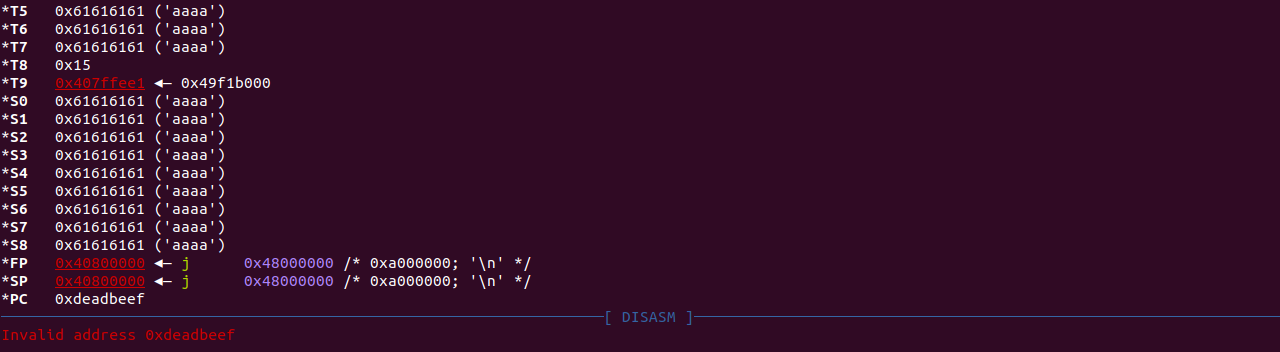 *T5 0x61616161 ('aaaa')
*T6 0x61616161 ('aaaa')
*T7 0x61616161 ('aaaa')
*T8 0x15
*T9 0x407ffee1 ◂— 0x49f1b000
*S0 0x61616161 ('aaaa')
*S1 0x61616161 ('aaaa')
*S2 0x61616161 ('aaaa')
*S3 0x61616161 ('aaaa')
*S4 0x61616161 ('aaaa')
*S5 0x61616161 ('aaaa')
*S6 0x61616161 ('aaaa')
*S7 0x61616161 ('aaaa')
*S8 0x61616161 ('aaaa')
*FP 0x40800000 ◂— j 0x48000000 /* 0xa000000; '\n' */
*SP 0x40800000 ◂— j 0x48000000 /* 0xa000000; '\n' */
*PC 0xdeadbeef
[ DISASM ]
Invalid address 0xdeadbeef